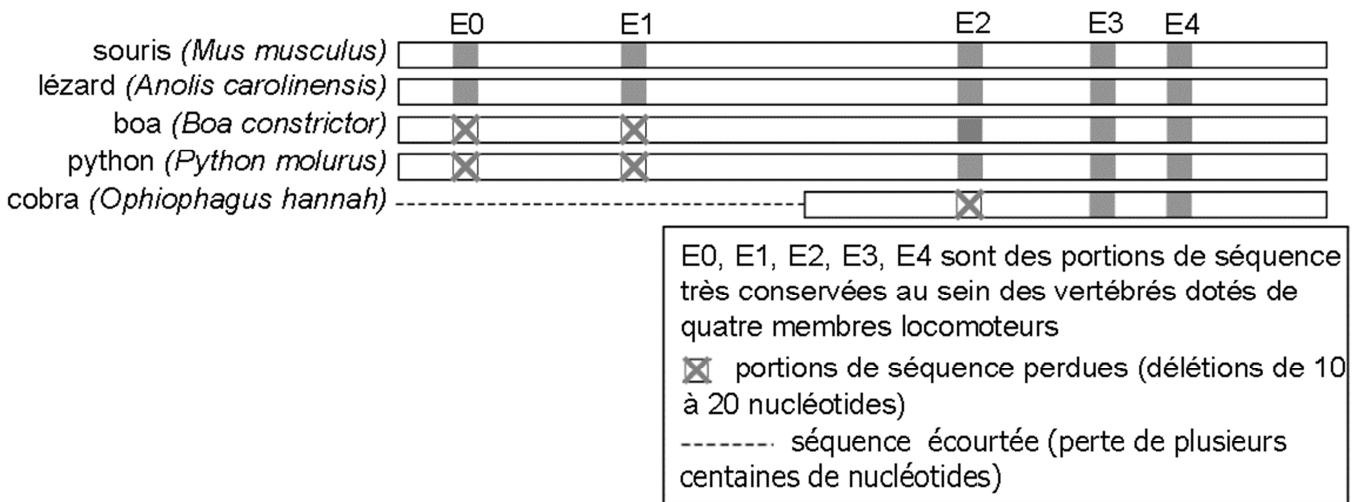 E0 E1 E2 E3 E4
souris (Mus musculus)
lézard (Anolis carolinensis)
boa (Boa constrictor)
python (Python molurus)
cobra (Ophiophagus hannah)
E0, E1, E2, E3, E4 sont des portions de séquence
très conservées au sein des vertébrés dotés de
quatre membres locomoteurs
portions de séquence perdues (délétions de 10
à 20 nucléotides)
séquence écourtée (perte de plusieurs
centaines de nucléotides)